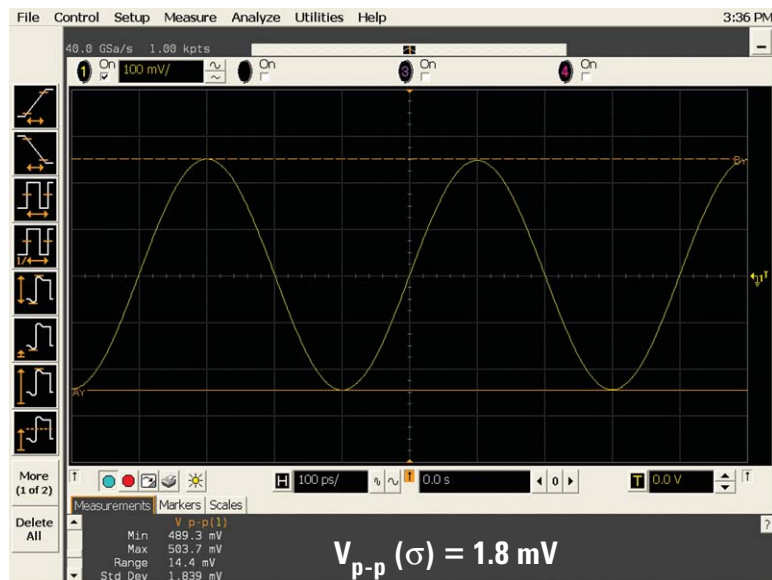 File Control Setup Measure Analyze Utilities Help 3:36 PM
40.0 GSa/s 1.00 kpts
1 On 100 mV/ On 3 On 4 On
By
Ay
1 T
More
(1 of 2)
Delete
All
H 100 ps/ 0.0 s 0 T 0.0 V
Measurements Markers Scales
V p-p(1)
Min 489.3 mV
Max 503.7 mV
Range 14.4 mV
Std Dev 1.839 mV
?
Vp-p (σ) = 1.8 mV